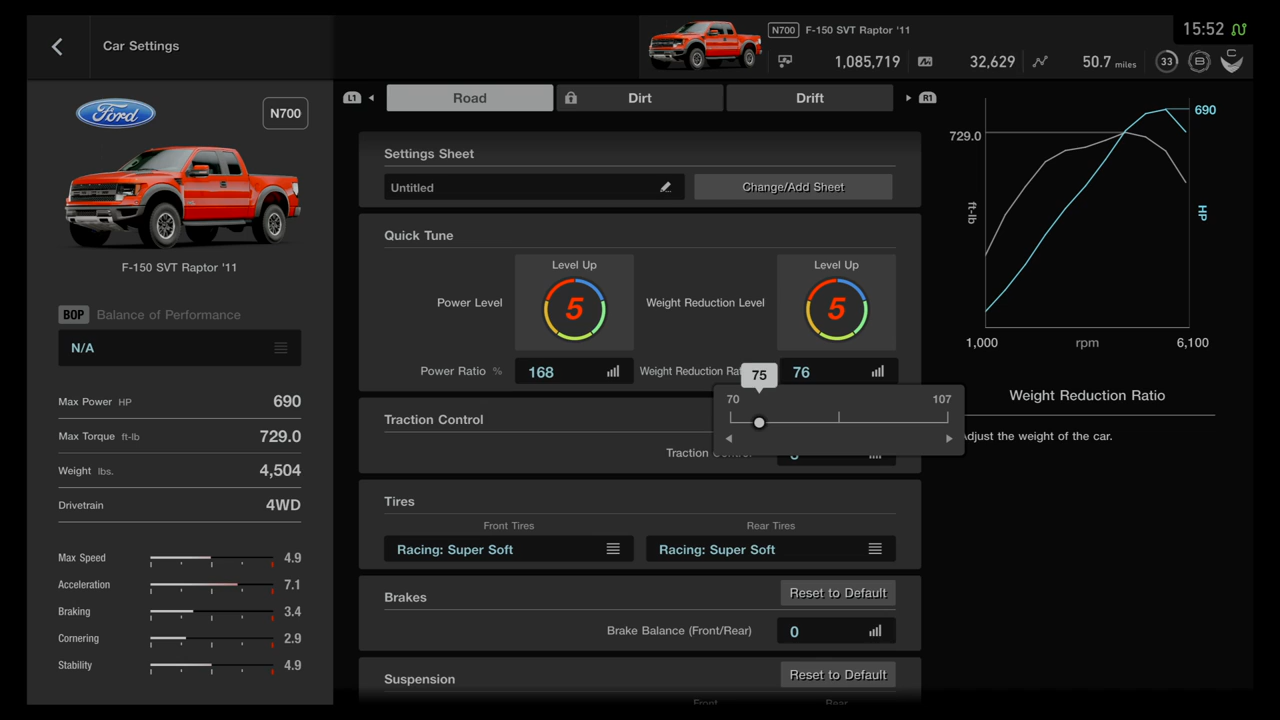 Car Settings
N700 F-150 SVT Raptor '11
15:52
1,085,719 32,629 50.7 miles 33 B C
Ford
N700
F-150 SVT Raptor '11
BOP Balance of Performance
N/A
Max Power HP 690
Max Torque ft-lb 729.0
Weight lbs. 4,504
Drivetrain 4WD
Max Speed 4.9
Acceleration 7.1
Braking 3.4
Cornering 2.9
Stability 4.9
L1 Road Dirt Drift R1
Settings Sheet
Untitled Change/Add Sheet
Quick Tune
Level Up Level Up
Power Level 5 Weight Reduction Level 5
Power Ratio % 168 Weight Reduction 76
75
70 107
Traction Control
Traction
Tires
Front Tires Rear Tires
Racing: Super Soft Racing: Super Soft
Brakes Reset to Default
Brake Balance (Front/Rear) 0
Suspension Reset to Default
Front Rear
690
729.0
ft-lb HP
1,000 rpm 6,100
Weight Reduction Ratio
djust the weight of the car.